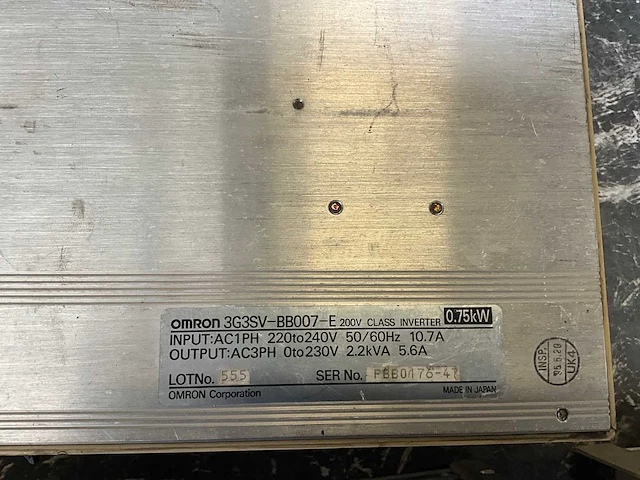 OMRON 3G3SV-BB007-E 200V CLASS INVERTER 0.75kW
INPUT:AC1PH 220to240V 50/60Hz 10.7A
OUTPUT:AC3PH 0to230V 2.2kVA 5.6A
LOTNo. 555 SER No.
OMRON Corporation MADE IN JAPAN
INSP.
UK4